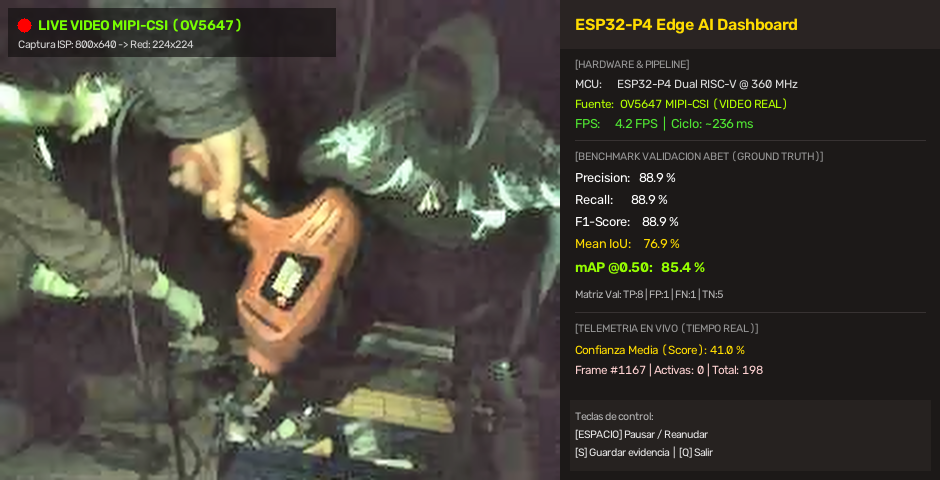 LIVE VIDEO MIPI-CSI (OV5647)
Captura ISP: 800x640 -> Red: 224x224
ESP32-P4 Edge AI Dashboard
[HARDWARE & PIPELINE]
MCU: ESP32-P4 Dual RISC-V @ 360 MHz
Fuente: OV5647 MIPI-CSI (VIDEO REAL)
FPS: 4.2 FPS | Ciclo: ~236 ms
[BENCHMARK VALIDACION ABET (GROUND TRUTH)]
Precision: 88.9 %
Recall: 88.9 %
F1-Score: 88.9 %
Mean IoU: 76.9 %
mAP @0.50: 85.4 %
Matriz Val: TP:8 | FP:1 | FN:1 | TN:5
[TELEMETRIA EN VIVO (TIEMPO REAL)]
Confianza Media (Score): 41.0 %
Frame #1167 | Activas: 0 | Total: 198
Teclas de control:
[ESPACIO] Pausar / Reanudar
[S] Guardar evidencia | [Q] Salir